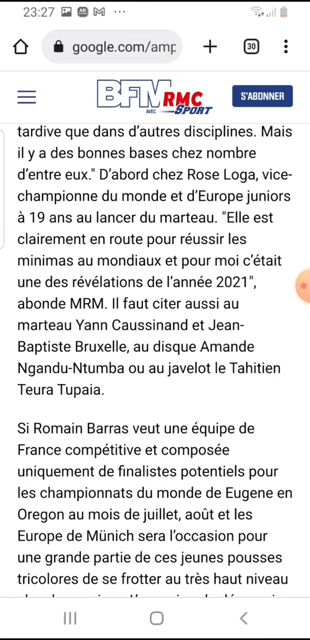 23:27
google.com/amp
30
BFM RMC
AVEC SPORT
S'ABONNER
tardive que dans d'autres disciplines. Mais
il y a des bonnes bases chez nombre
d'entre eux." D'abord chez Rose Loga, vice-
championne du monde et d'Europe juniors
à 19 ans au lancer du marteau. "Elle est
clairement en route pour réussir les
minimas au mondiaux et pour moi c'était
une des révélations de l'année 2021",
abonde MRM. Il faut citer aussi au
marteau Yann Caussinand et Jean-
Baptiste Bruxelle, au disque Amande
Ngandu-Ntumba ou au javelot le Tahitien
Teura Tupaia.
Si Romain Barras veut une équipe de
France compétitive et composée
uniquement de finalistes potentiels pour
les championnats du monde de Eugene en
Oregon au mois de juillet, août et les
Europe de Münich sera l'occasion pour
une grande partie de ces jeunes pousses
tricolores de se frotter au très haut niveau